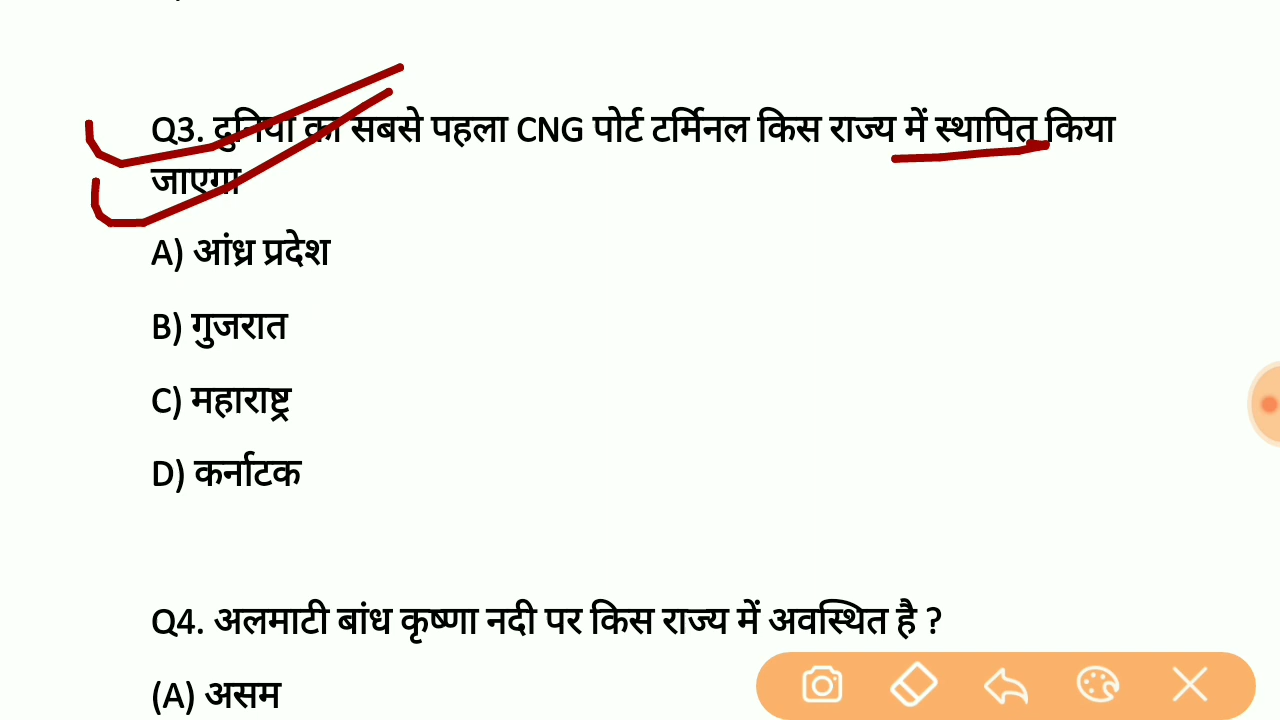 Q3. दुनिया का सबसे पहला CNG पोर्ट टर्मिनल किस राज्य में स्थापित किया
जाएगा
A) आंध्र प्रदेश
B) गुजरात
C) महाराष्ट्र
D) कर्नाटक
Q4. अलमाटी बांध कृष्णा नदी पर किस राज्य में अवस्थित है ?
(A) असम